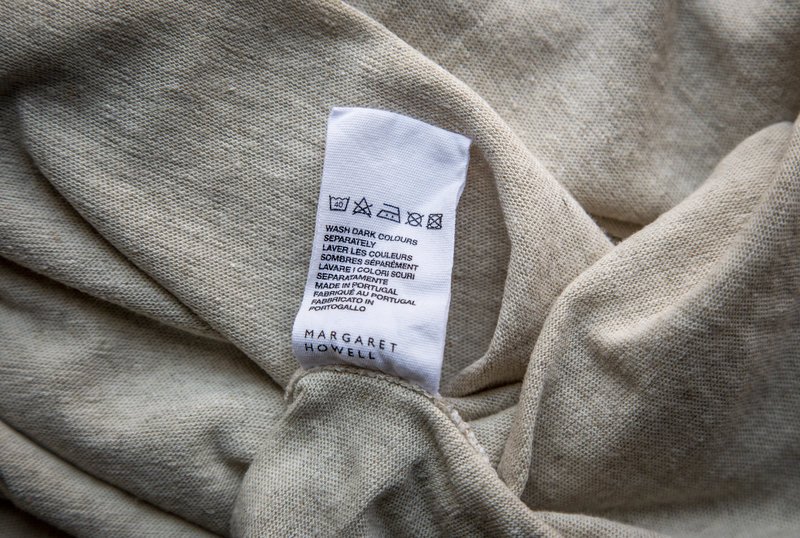 40
WASH DARK COLOURS
SEPARATELY
LAVER LES COULEURS
SOMBRES SÉPARÉMENT
LAVARE I COLORI SCURI
SEPARATAMENTE
MADE IN PORTUGAL
FABRIQUÉ AU PORTUGAL
FABBRICATO IN
PORTOGALLO
MARGARET
HOWELL